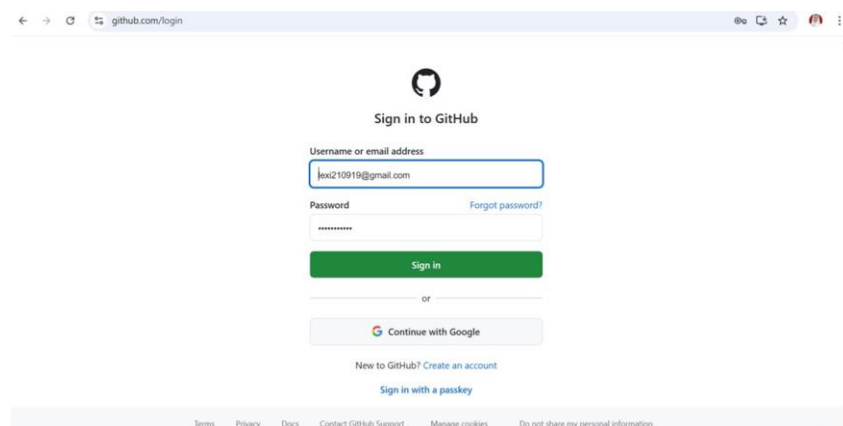 github.com/login
Sign in to GitHub
Username or email address
lexi210919@gmail.com
Password Forgot password?
•••••••••••
Sign in
or
Continue with Google
New to GitHub? Create an account
Sign in with a passkey
Terms Privacy Docs Contact GitHub Support Manage cookies Do not share my personal information